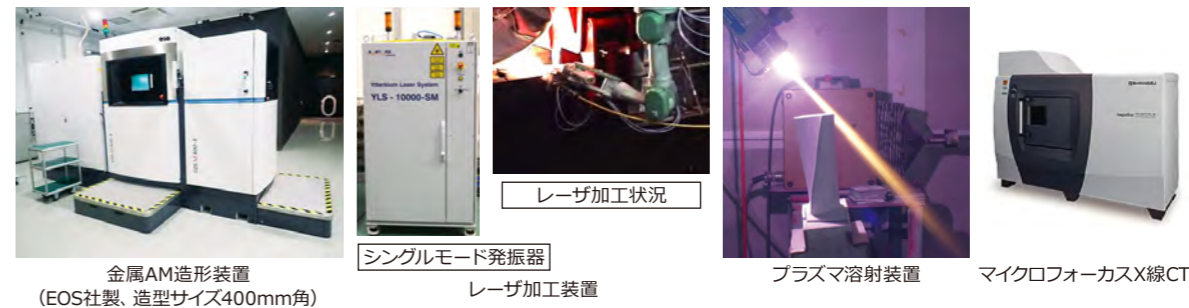 Ytterbium Laser System
YLS - 10000-SM
レーザ加工状況
シングルモード発振器
レーザ加工装置
金属AM造形装置
（EOS社製、造型サイズ400mm角）
プラズマ溶射装置
マイクロフォーカスX線CT